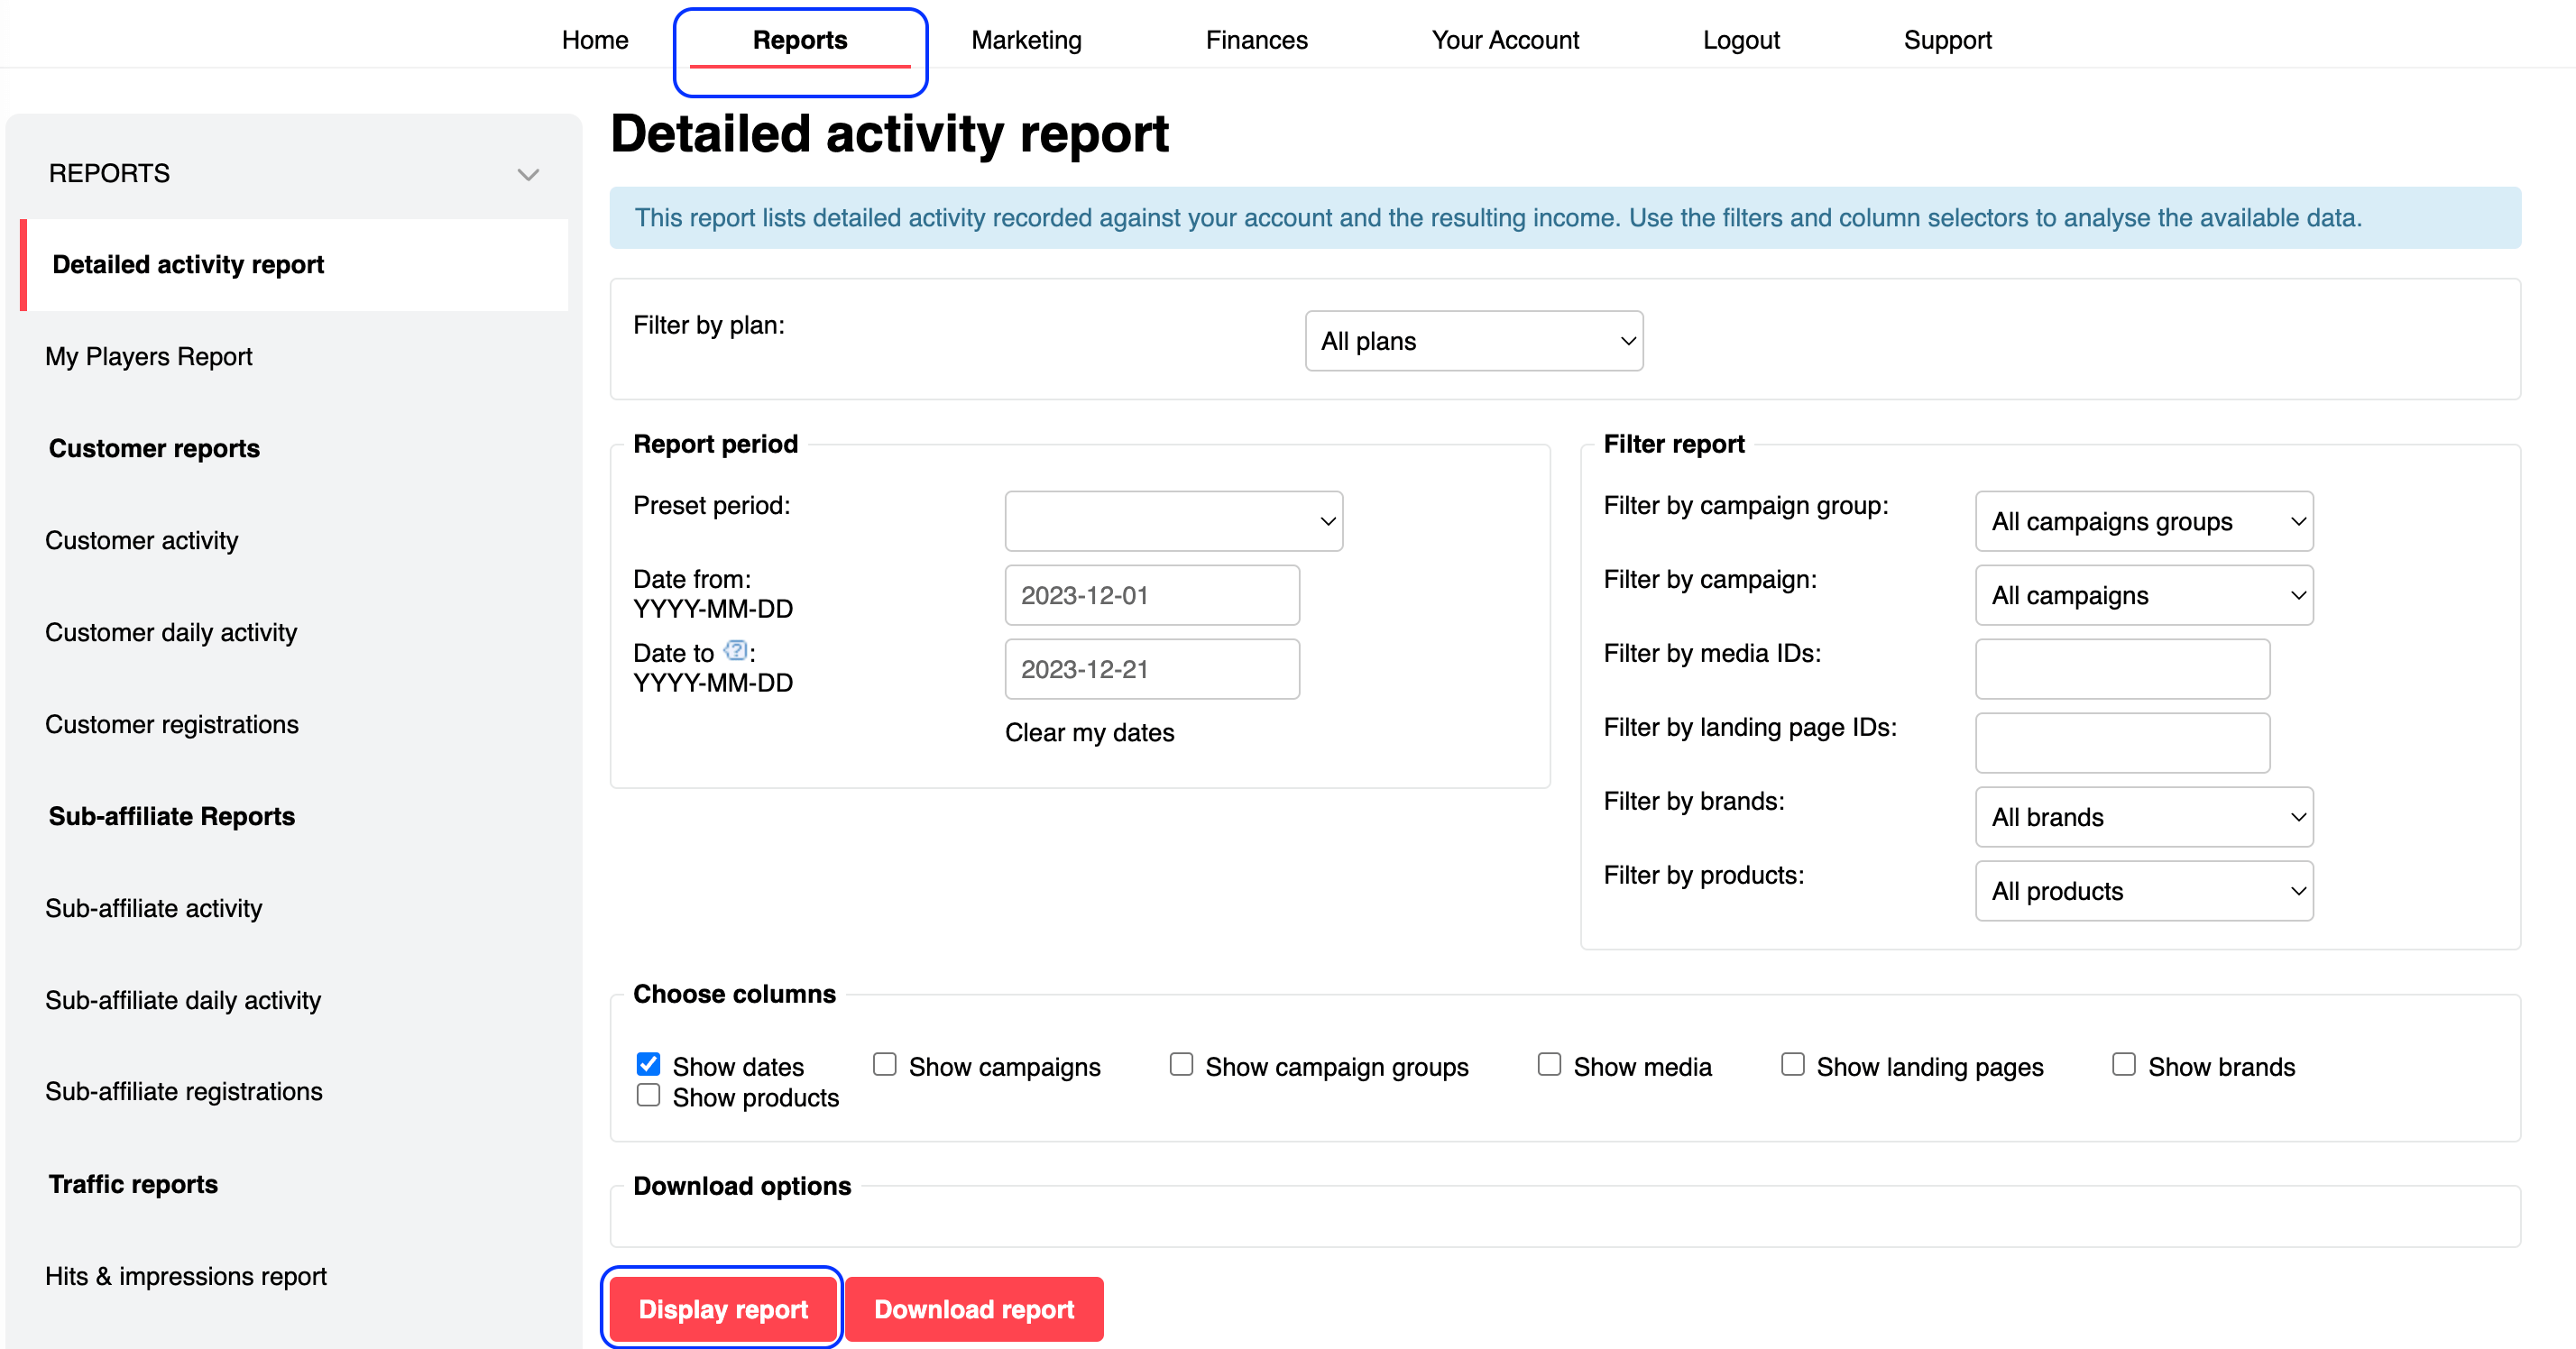 Home
Reports
Marketing
Finances
Your Account
Logout
Support
REPORTS
Detailed activity report
My Players Report
Customer reports
Customer activity
Customer daily activity
Customer registrations
Sub-affiliate Reports
Sub-affiliate activity
Sub-affiliate daily activity
Sub-affiliate registrations
Traffic reports
Hits & impressions report
Detailed activity report
This report lists detailed activity recorded against your account and the resulting income. Use the filters and column selectors to analyse the available data.
Filter by plan:
All plans
Report period
Preset period:
Date from:
YYYY-MM-DD
2023-12-01
Date to ?:
YYYY-MM-DD
2023-12-21
Clear my dates
Filter report
Filter by campaign group:
All campaigns groups
Filter by campaign:
All campaigns
Filter by media IDs:
Filter by landing page IDs:
Filter by brands:
All brands
Filter by products:
All products
Choose columns
Show dates
Show campaigns
Show campaign groups
Show media
Show landing pages
Show brands
Show products
Download options
Display report
Download report